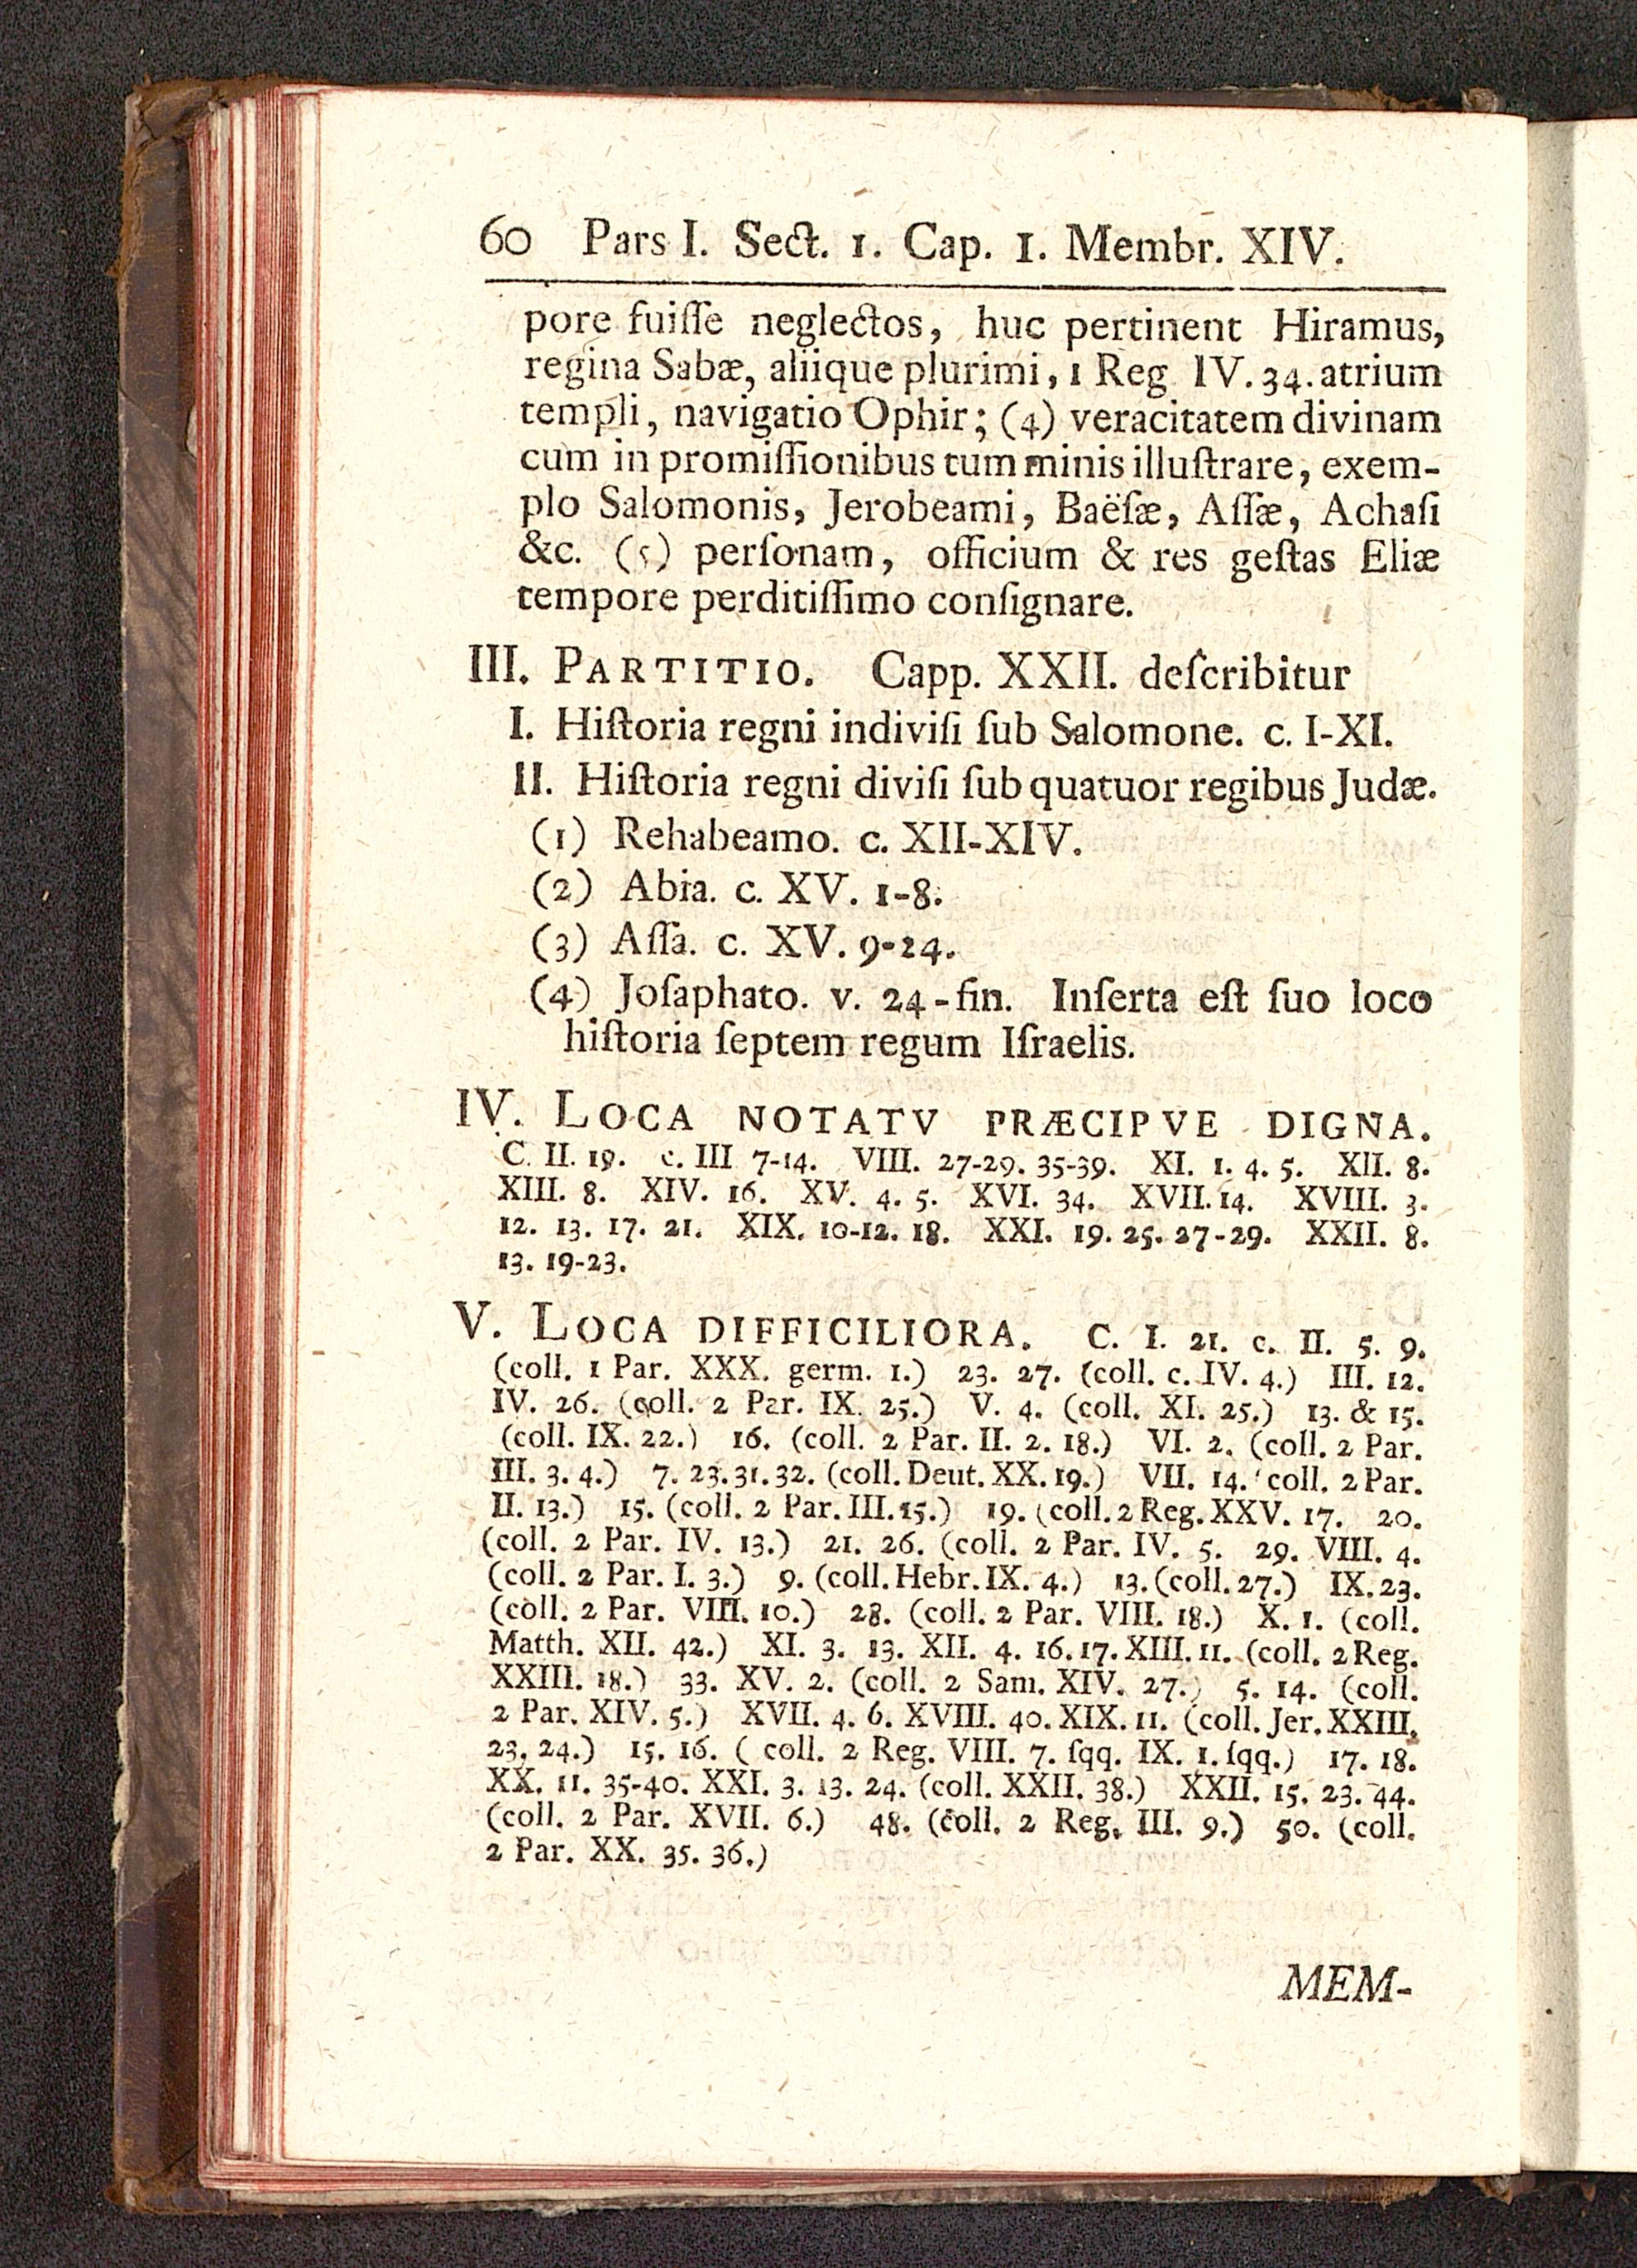 60 Pars I. Sect. 1. Cap. I. Membr. XIV.
pore fuiſſe neglectos, huc pertinent Hiramus,
regina Sabæ, aliique plurimi, 1 Reg IV. 34. atrium
templi, navigatio Ophir; (4) veracitatem divinam
cum in promiſſionibus tum minis illuſtrare, exem-
plo Salomonis, Jerobeami, Baëſæ, Aſſæ, Achaſi
&c. (5) perſonam, officium & res geſtas Eliæ
tempore perditiſſimo conſignare.
III. PARTITIO. Capp. XXII. deſcribitur
I. Hiſtoria regni indiviſi ſub Salomone. c. I-XI.
II. Hiſtoria regni diviſi ſub quatuor regibus Judæ.
(1) Rehabeamo. c. XII-XIV.
(2) Abia. c. XV. 1-8.
(3) Aſſa. c. XV. 9-24.
(4) Joſaphato. v. 24-fin. Inſerta eſt ſuo loco
hiſtoria ſeptem regum Iſraelis.
IV. LOCA NOTATV PRÆCIPVE DIGNA.
C. II. 19. c. III 7-14. VIII. 27-29. 35-39. XI. 1. 4. 5. XII. 8.
XIII. 8. XIV. 16. XV. 4. 5. XVI. 34. XVII. 14. XVIII. 3.
12. 13. 17. 21. XIX. 10-12. 18. XXI. 19. 25. 27-29. XXII. 8.
13. 19-23.
V. LOCA DIFFICILIORA. C. I. 21. c. II. 5. 9.
(coll. 1 Par. XXX. germ. 1.) 23. 27. (coll. c. IV. 4.) III. 12.
IV. 26. (coll. 2 Par. IX. 25.) V. 4. (coll. XI. 25.) 13. & 15.
(coll. IX. 22.) 16. (coll. 2 Par. II. 2. 18.) VI. 2. (coll. 2 Par.
III. 3. 4.) 7. 23. 31. 32. (coll. Deut. XX. 19.) VII. 14. (coll. 2 Par.
II. 13.) 15. (coll. 2 Par. III. 15.) 19. (coll. 2 Reg. XXV. 17. 20.
(coll. 2 Par. IV. 13.) 21. 26. (coll. 2 Par. IV. 5. 29. VIII. 4.
(coll. 2 Par. I. 3.) 9. (coll. Hebr. IX. 4.) 13. (coll. 27.) IX. 23.
(coll. 2 Par. VIII. 10.) 28. (coll. 2 Par. VIII. 18.) X. 1. (coll.
Matth. XII. 42.) XI. 3. 13. XII. 4. 16. 17. XIII. 11. (coll. 2 Reg.
XXIII. 18.) 33. XV. 2. (coll. 2 Sam. XIV. 27.) 5. 14. (coll.
2 Par. XIV. 5.) XVII. 4. 6. XVIII. 40. XIX. 11. (coll. Jer. XXIII.
23. 24.) 15. 16. ( coll. 2 Reg. VIII. 7. ſqq. IX. 1. ſqq.) 17. 18.
XX. 11. 35-40. XXI. 3. 13. 24. (coll. XXII. 38.) XXII. 15. 23. 44.
(coll. 2 Par. XVII. 6.) 48. (coll. 2 Reg. III. 9.) 50. (coll.
2 Par. XX. 35. 36.)
MEM-